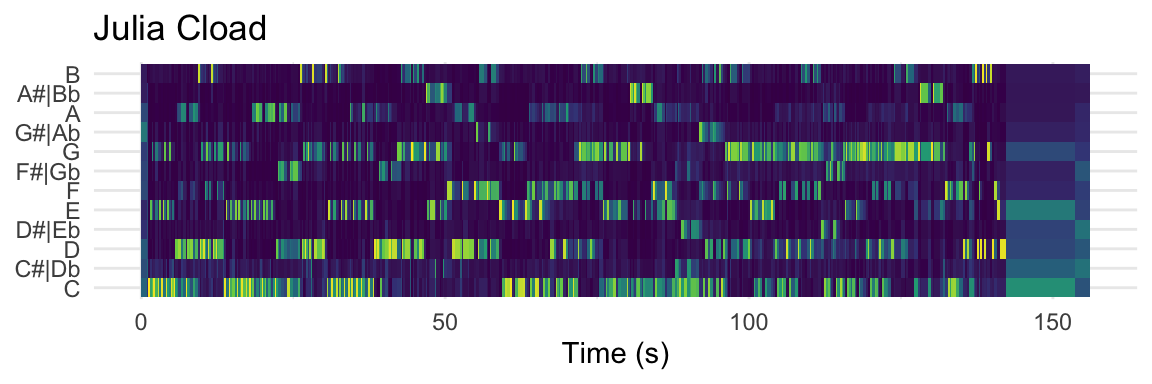 Julia Cload
B
A#|Bb
A
G#|Ab
G
F#|Gb
F
E
D#|Eb
D
C#|Db
C
0 50 100 150
Time (s)